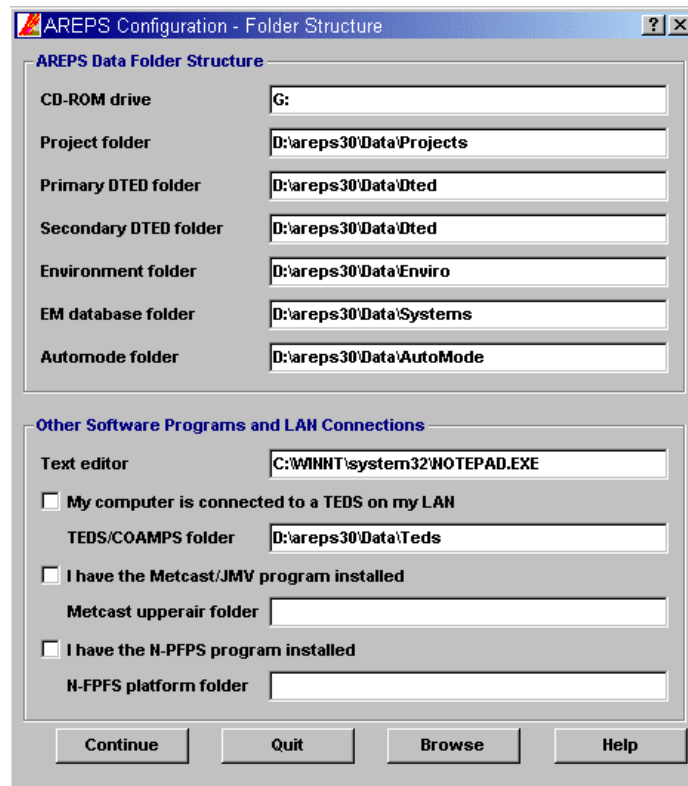 AREPS Configuration - Folder Structure
AREPS Data Folder Structure
CD-ROM drive G:
Project folder D:\areps30\Data\Projects
Primary DTED folder D:\areps30\Data\Dted
Secondary DTED folder D:\areps30\Data\Dted
Environment folder D:\areps30\Data\Enviro
EM database folder D:\areps30\Data\Systems
Automode folder D:\areps30\Data\AutoMode
Other Software Programs and LAN Connections
Text editor C:\WINNT\system32\NOTEPAD.EXE
My computer is connected to a TEDS on my LAN
TEDS/COAMPS folder D:\areps30\Data\Teds
I have the Metcast/JMV program installed
Metcast upperair folder
I have the N-PFPS program installed
N-FPFS platform folder
Continue Quit Browse Help